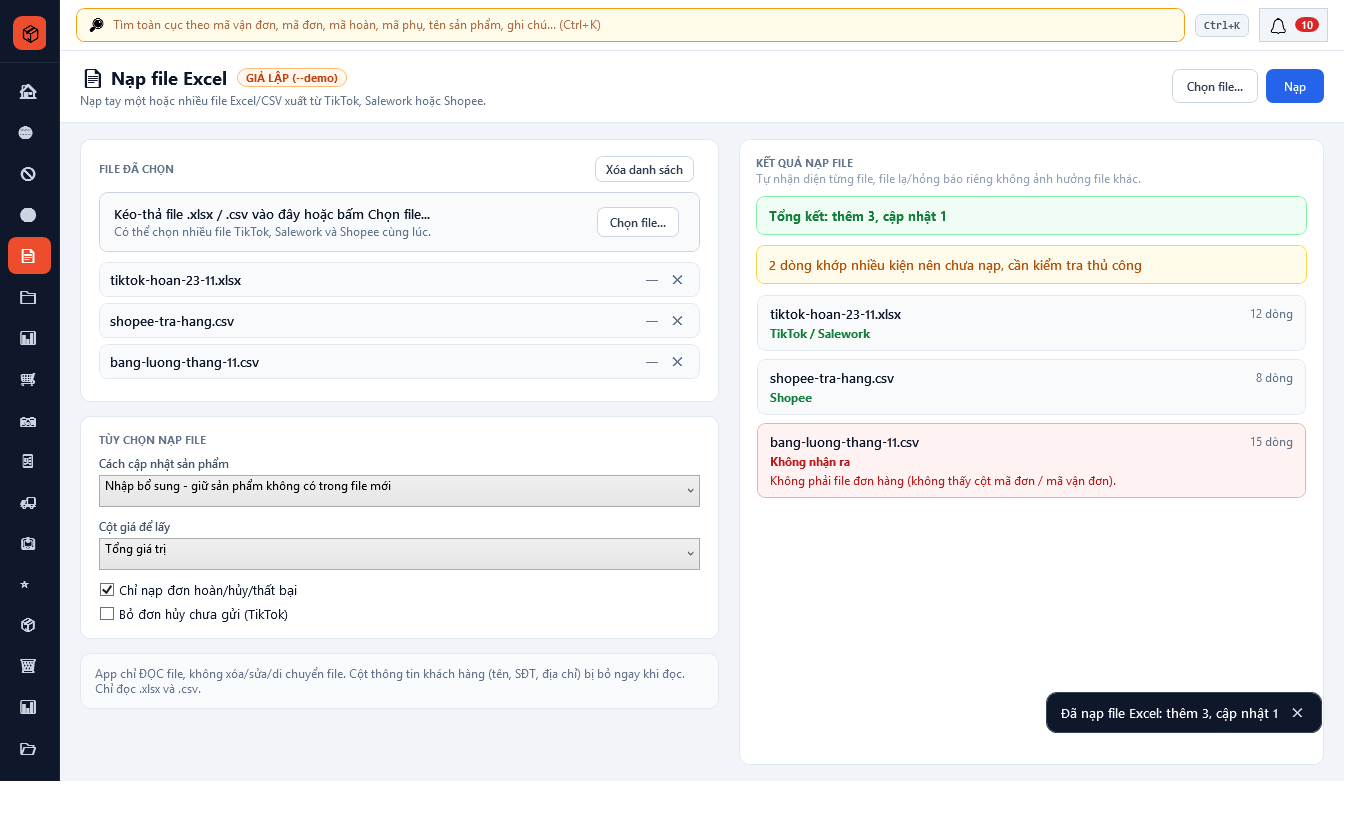 Tìm toàn cục theo mã vận đơn, mã đơn, mã hoàn, mã phụ, tên sản phẩm, ghi chú... (Ctrl+K)
Ctrl+K
10
Nạp file Excel
GIẢ LẬP (--demo)
Nạp tay một hoặc nhiều file Excel/CSV xuất từ TikTok, Salework hoặc Shopee.
Chọn file...
Nạp
FILE ĐÃ CHỌN
Xóa danh sách
Kéo-thả file .xlsx / .csv vào đây hoặc bấm Chọn file...
Có thể chọn nhiều file TikTok, Salework và Shopee cùng lúc.
Chọn file...
tiktok-hoan-23-11.xlsx
—
shopee-tra-hang.csv
—
bang-luong-thang-11.csv
—
TÙY CHỌN NẠP FILE
Cách cập nhật sản phẩm
Nhập bổ sung - giữ sản phẩm không có trong file mới
Cột giá để lấy
Tổng giá trị
Chỉ nạp đơn hoàn/hủy/thất bại
Bỏ đơn hủy chưa gửi (TikTok)
App chỉ ĐỌC file, không xóa/sửa/di chuyển file. Cột thông tin khách hàng (tên, SĐT, địa chỉ) bị bỏ ngay khi đọc.
Chỉ đọc .xlsx và .csv.
KẾT QUẢ NẠP FILE
Tự nhận diện từng file, file lạ/hỏng báo riêng không ảnh hưởng file khác.
Tổng kết: thêm 3, cập nhật 1
2 dòng khớp nhiều kiện nên chưa nạp, cần kiểm tra thủ công
tiktok-hoan-23-11.xlsx
12 dòng
TikTok / Salework
shopee-tra-hang.csv
8 dòng
Shopee
bang-luong-thang-11.csv
15 dòng
Không nhận ra
Không phải file đơn hàng (không thấy cột mã đơn / mã vận đơn).
Đã nạp file Excel: thêm 3, cập nhật 1